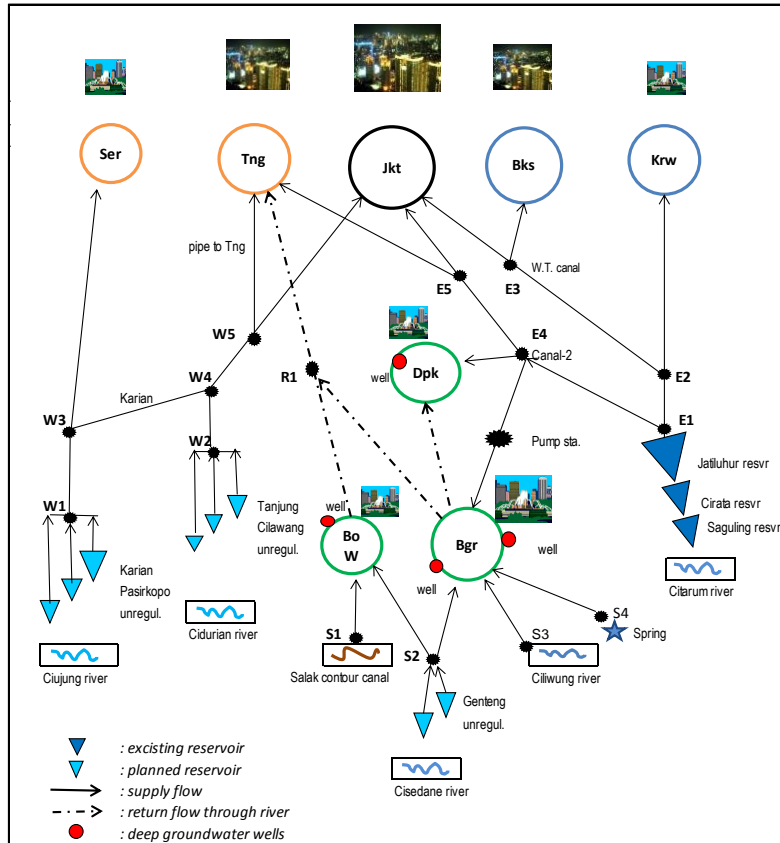 Ser
Tng
Jkt
Bks
Krw
pipe to Tng
W.T. canal
E5
E3
W5
E4
Canal-2
Dpk
well
E2
R1
W4
Karian
W3
E1
W2
Pump sta.
Jatiluhur resvr
Cirata resvr
Saguling resvr
W1
Tanjung
Cilawang
unregul.
well
Bo
W
Bgr
well
well
Karian
Pasirkopo
unregul.
Citarum river
Cidurian river
S1
S2
S3
S4
Spring
Ciujung river
Salak contour canal
Ciliwung river
Genteng
unregul.
Cisedane river
: excisting reservoir
: planned reservoir
: supply flow
: return flow through river
: deep groundwater wells